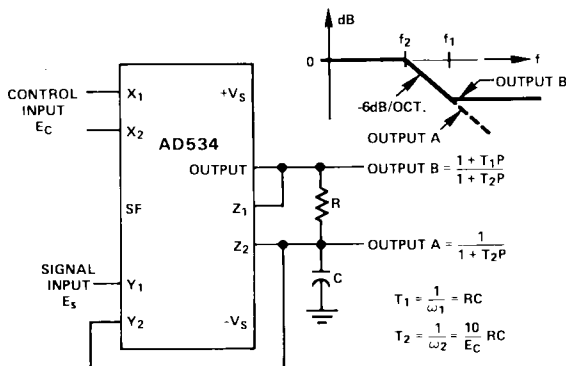 dB
f2 f1
0
f
OUTPUT B
-6dB/OCT.
OUTPUT A
CONTROL
INPUT
EC
X1
X2
+VS
AD534
OUTPUT
OUTPUT B = 1 + T1P / 1 + T2P
Z1
R
SF
Z2
OUTPUT A = 1 / 1 + T2P
SIGNAL
INPUT
Es
Y1
Y2
-VS
C
T1 = 1/ω1 = RC
T2 = 1/ω2 = 10/EC RC